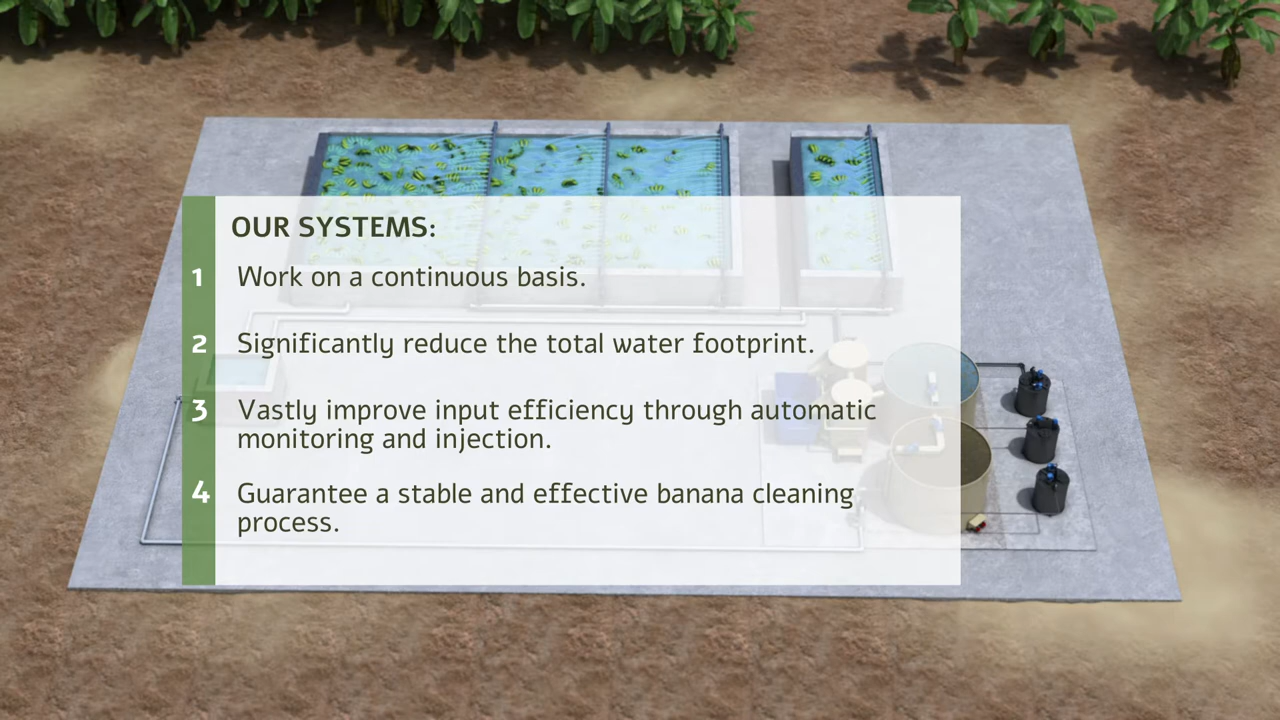 OUR SYSTEMS:
1 Work on a continuous basis.
2 Significantly reduce the total water footprint.
3 Vastly improve input efficiency through automatic
monitoring and injection.
4 Guarantee a stable and effective banana cleaning
process.